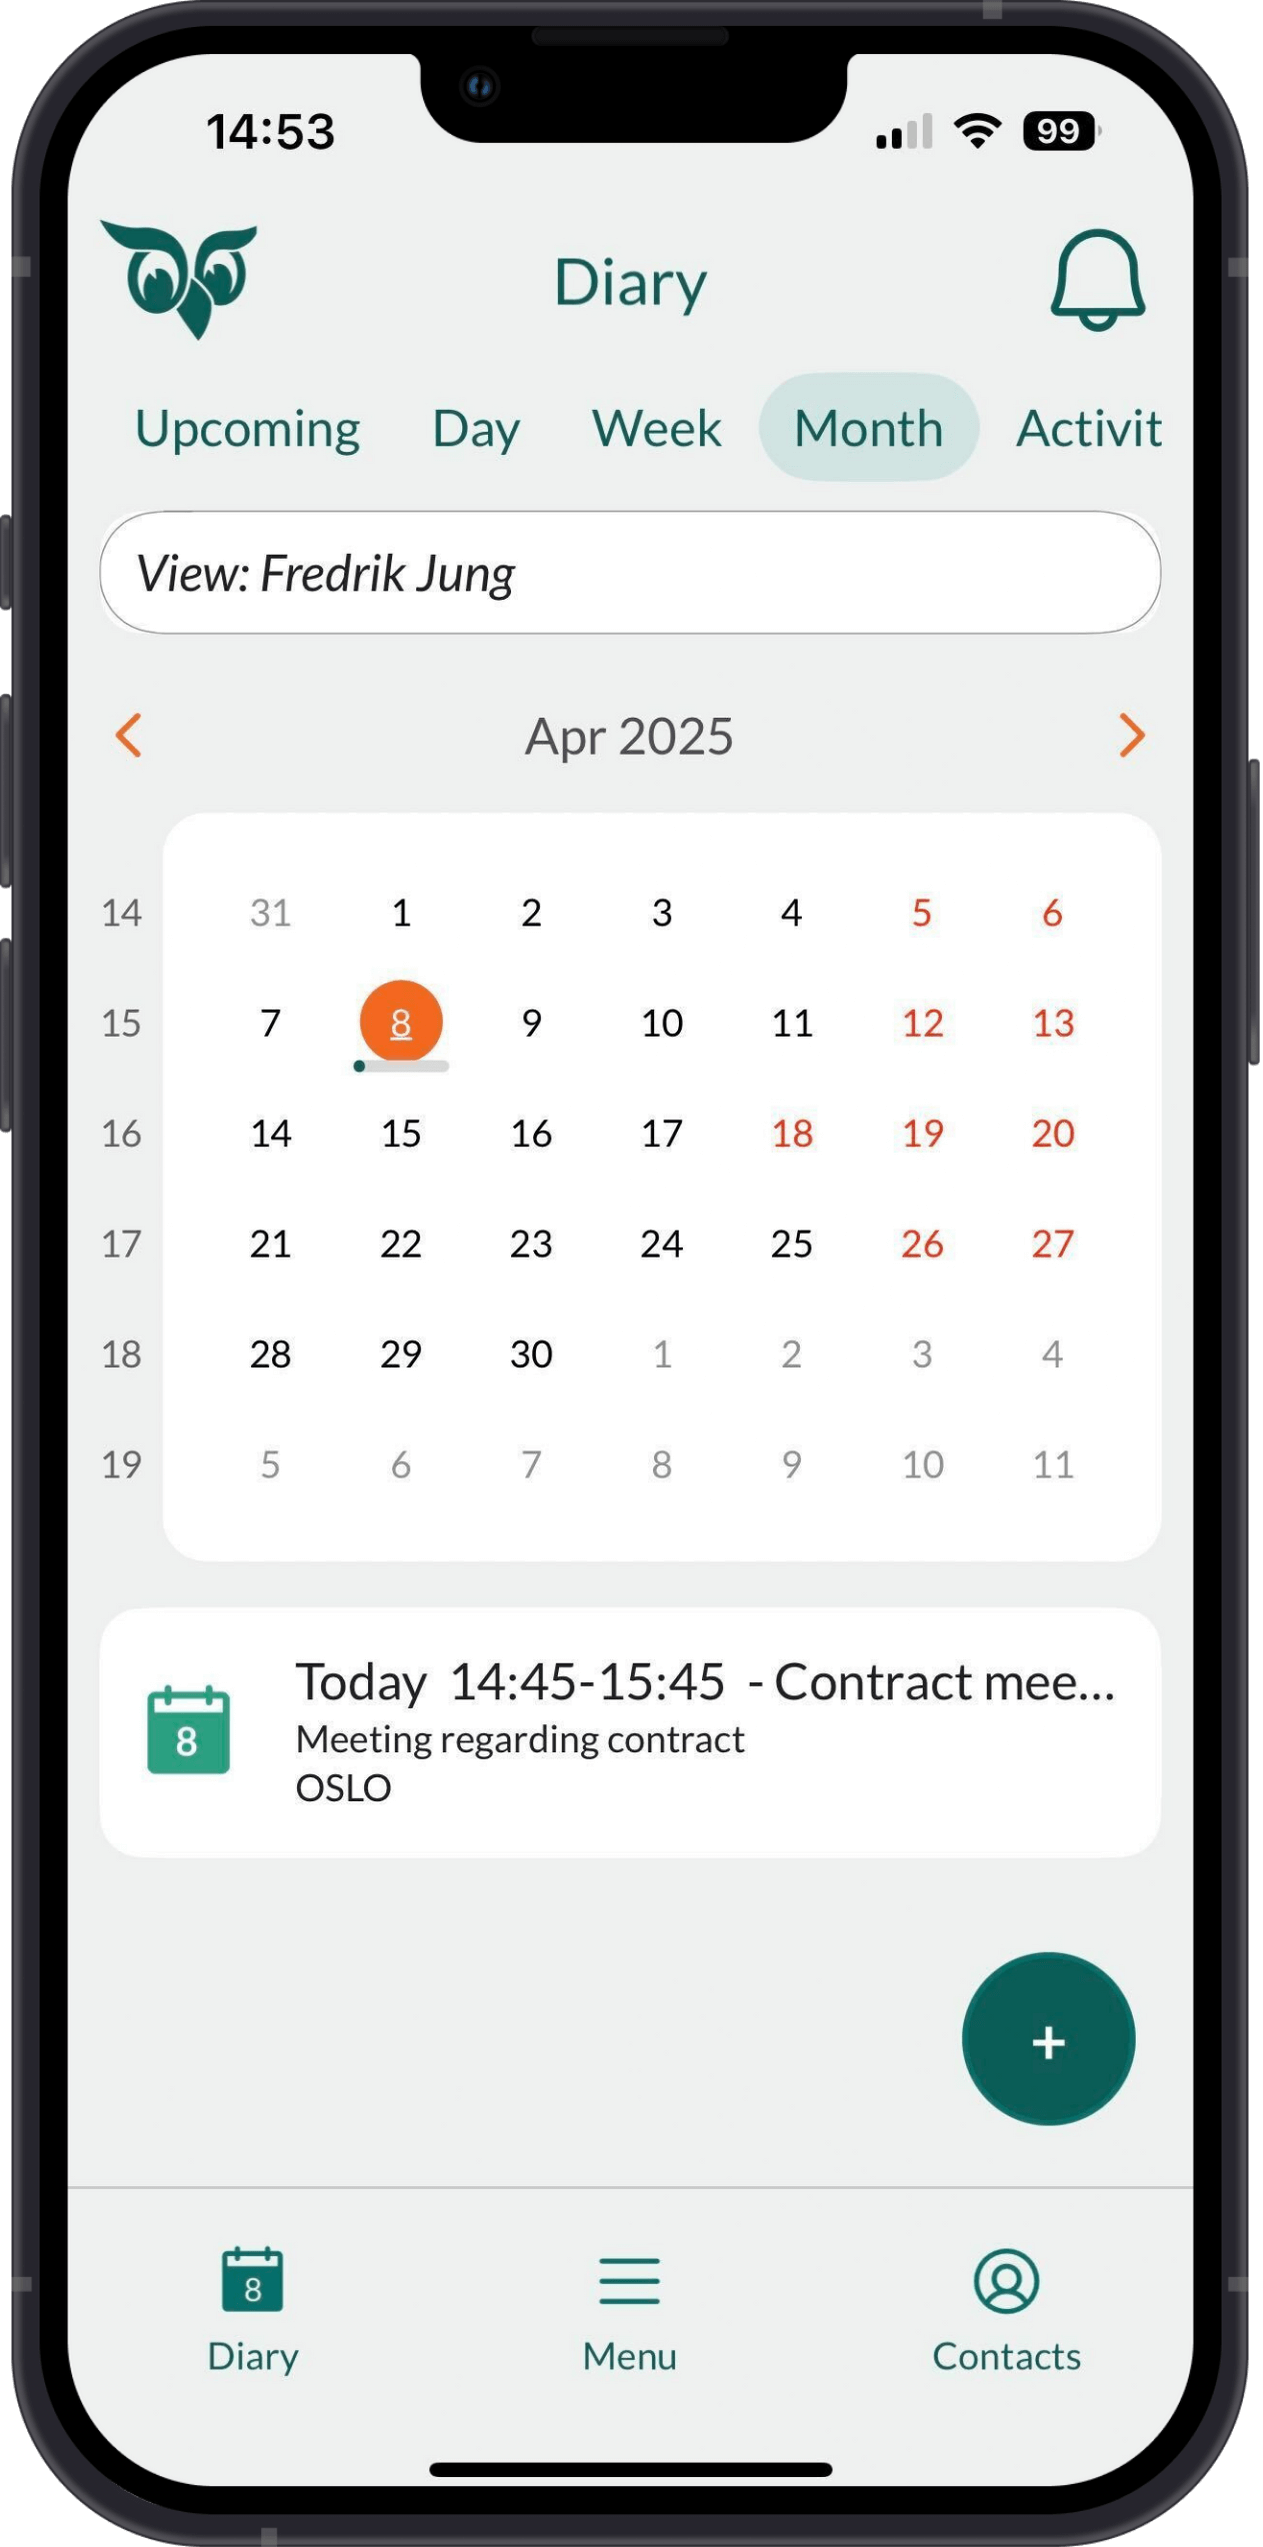 14:53 99
Diary
Upcoming Day Week Month Activit
View: Fredrik Jung
Apr 2025
14 31 1 2 3 4 5 6
15 7 8 9 10 11 12 13
16 14 15 16 17 18 19 20
17 21 22 23 24 25 26 27
18 28 29 30 1 2 3 4
19 5 6 7 8 9 10 11
Today 14:45-15:45 - Contract mee...
8
Meeting regarding contract
OSLO
+
8
Diary Menu Contacts